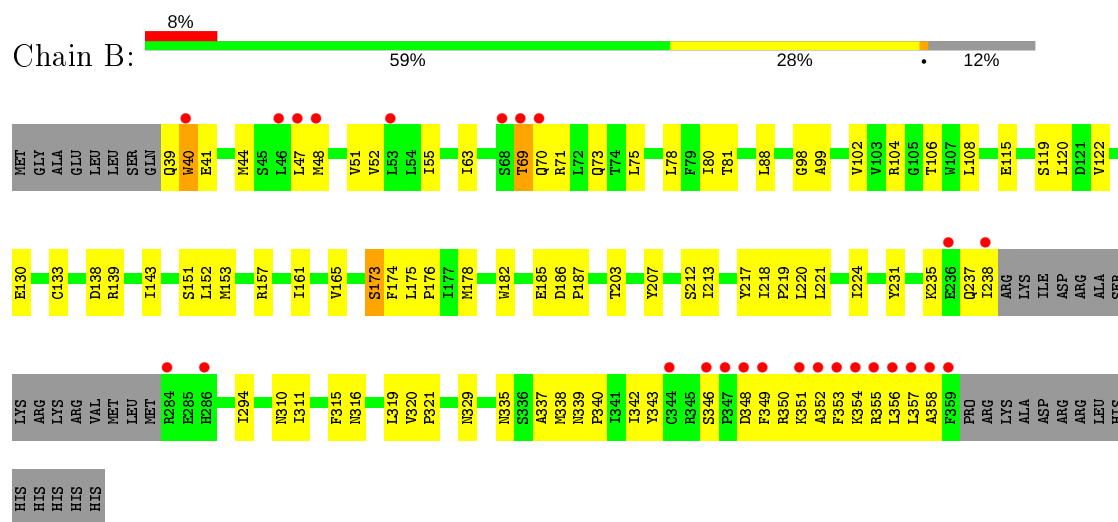 8%
Chain B:
59% 28% • 12%
MET GLY ALA GLU LEU LEU SER GLN Q39 W40 E41 M44 S45 L46 L47 M48 V51 V52 L53 L54 I55 I63 S68 T69 Q70 R71 L72 Q73 T74 L75 L78 F79 I80 T81 L88 G98 A99 V102 V103 R104 G105 T106 W107 L108 E115 S119 L120 D121 V122
E130 C133 D138 R139 I143 S151 L152 M153 R157 I161 V165 S173 F174 L175 P176 I177 M178 W182 E185 D186 P187 T203 Y207 S212 I213 Y217 I218 P219 L220 L221 I224 Y231 K235 E236 Q237 I238 ARG LYS ILE ASP ARG ALA SER
LYS ARG LYS ARG VAL MET LEU MET R284 E285 H286 I294 N310 I311 F315 N316 L319 V320 P321 N329 N335 S336 A337 M338 N339 P340 I341 I342 Y343 C344 R345 S346 P347 D348 F349 R350 K351 A352 F353 K354 R355 L356 L357 A358 F359 PRO ARG LYS ALA ASP ARG ARG LEU HIS
HIS HIS HIS HIS HIS